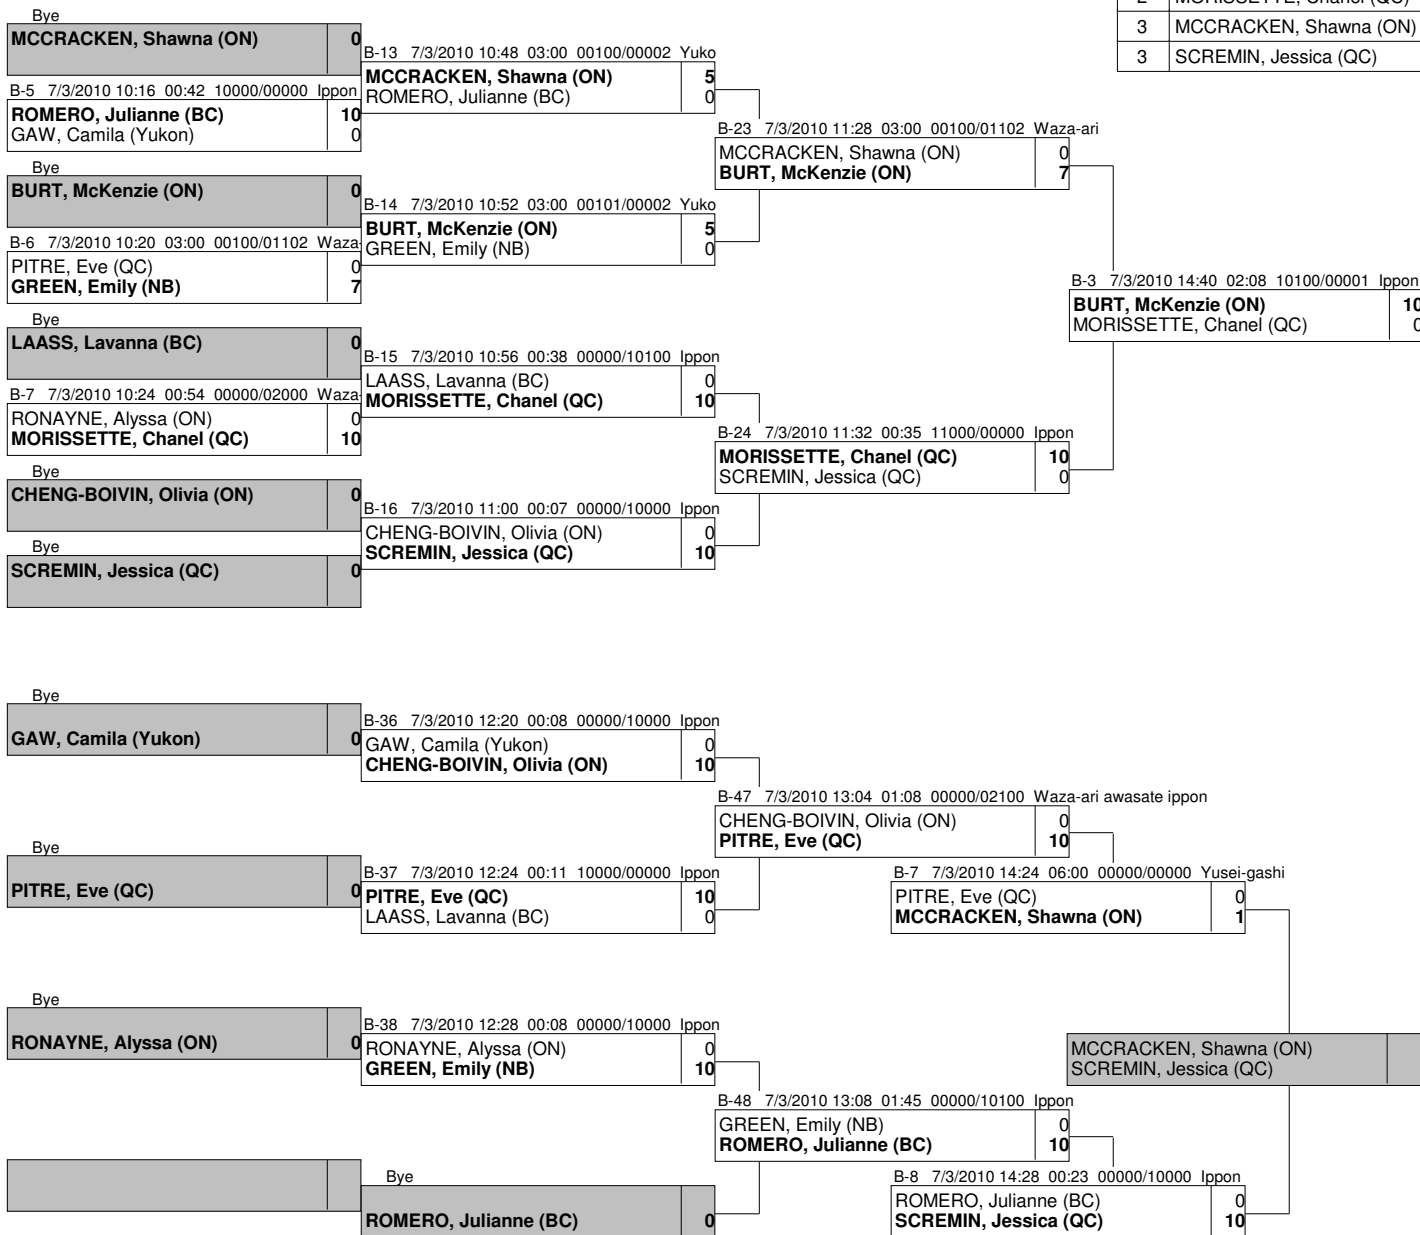 2 MORISSETTE, Chanel (QC)
3 MCCRACKEN, Shawna (ON)
3 SCREMIN, Jessica (QC)
Bye
MCCRACKEN, Shawna (ON) 0
B-5 7/3/2010 10:16 00:42 10000/00000 Ippon
ROMERO, Julianne (BC) 10
GAW, Camila (Yukon) 0
Bye
BURT, McKenzie (ON) 0
B-6 7/3/2010 10:20 03:00 00100/01102 Waza-
PITRE, Eve (QC) 0
GREEN, Emily (NB) 7
Bye
LAASS, Lavanna (BC) 0
B-7 7/3/2010 10:24 00:54 00000/02000 Waza-
RONAYNE, Alyssa (ON) 0
MORISSETTE, Chanel (QC) 10
Bye
CHENG-BOIVIN, Olivia (ON) 0
Bye
SCREMIN, Jessica (QC) 0
B-13 7/3/2010 10:48 03:00 00100/00002 Yuko
MCCRACKEN, Shawna (ON) 5
ROMERO, Julianne (BC) 0
B-14 7/3/2010 10:52 03:00 00101/00002 Yuko
BURT, McKenzie (ON) 5
GREEN, Emily (NB) 0
B-15 7/3/2010 10:56 00:38 00000/10100 Ippon
LAASS, Lavanna (BC) 0
MORISSETTE, Chanel (QC) 10
B-16 7/3/2010 11:00 00:07 00000/10000 Ippon
CHENG-BOIVIN, Olivia (ON) 0
SCREMIN, Jessica (QC) 10
B-23 7/3/2010 11:28 03:00 00100/01102 Waza-ari
MCCRACKEN, Shawna (ON) 0
BURT, McKenzie (ON) 7
B-24 7/3/2010 11:32 00:35 11000/00000 Ippon
MORISSETTE, Chanel (QC) 10
SCREMIN, Jessica (QC) 0
B-3 7/3/2010 14:40 02:08 10100/00001 Ippon
BURT, McKenzie (ON) 10
MORISSETTE, Chanel (QC) 0
Bye
GAW, Camila (Yukon) 0
Bye
PITRE, Eve (QC) 0
Bye
RONAYNE, Alyssa (ON) 0
B-36 7/3/2010 12:20 00:08 00000/10000 Ippon
GAW, Camila (Yukon) 0
CHENG-BOIVIN, Olivia (ON) 10
B-37 7/3/2010 12:24 00:11 10000/00000 Ippon
PITRE, Eve (QC) 10
LAASS, Lavanna (BC) 0
B-38 7/3/2010 12:28 00:08 00000/10000 Ippon
RONAYNE, Alyssa (ON) 0
GREEN, Emily (NB) 10
Bye
ROMERO, Julianne (BC) 0
B-47 7/3/2010 13:04 01:08 00000/02100 Waza-ari awasate ippon
CHENG-BOIVIN, Olivia (ON) 0
PITRE, Eve (QC) 10
B-48 7/3/2010 13:08 01:45 00000/10100 Ippon
GREEN, Emily (NB) 0
ROMERO, Julianne (BC) 10
B-7 7/3/2010 14:24 06:00 00000/00000 Yusei-gashi
PITRE, Eve (QC) 0
MCCRACKEN, Shawna (ON) 1
B-8 7/3/2010 14:28 00:23 00000/10000 Ippon
ROMERO, Julianne (BC) 0
SCREMIN, Jessica (QC) 10
MCCRACKEN, Shawna (ON)
SCREMIN, Jessica (QC)